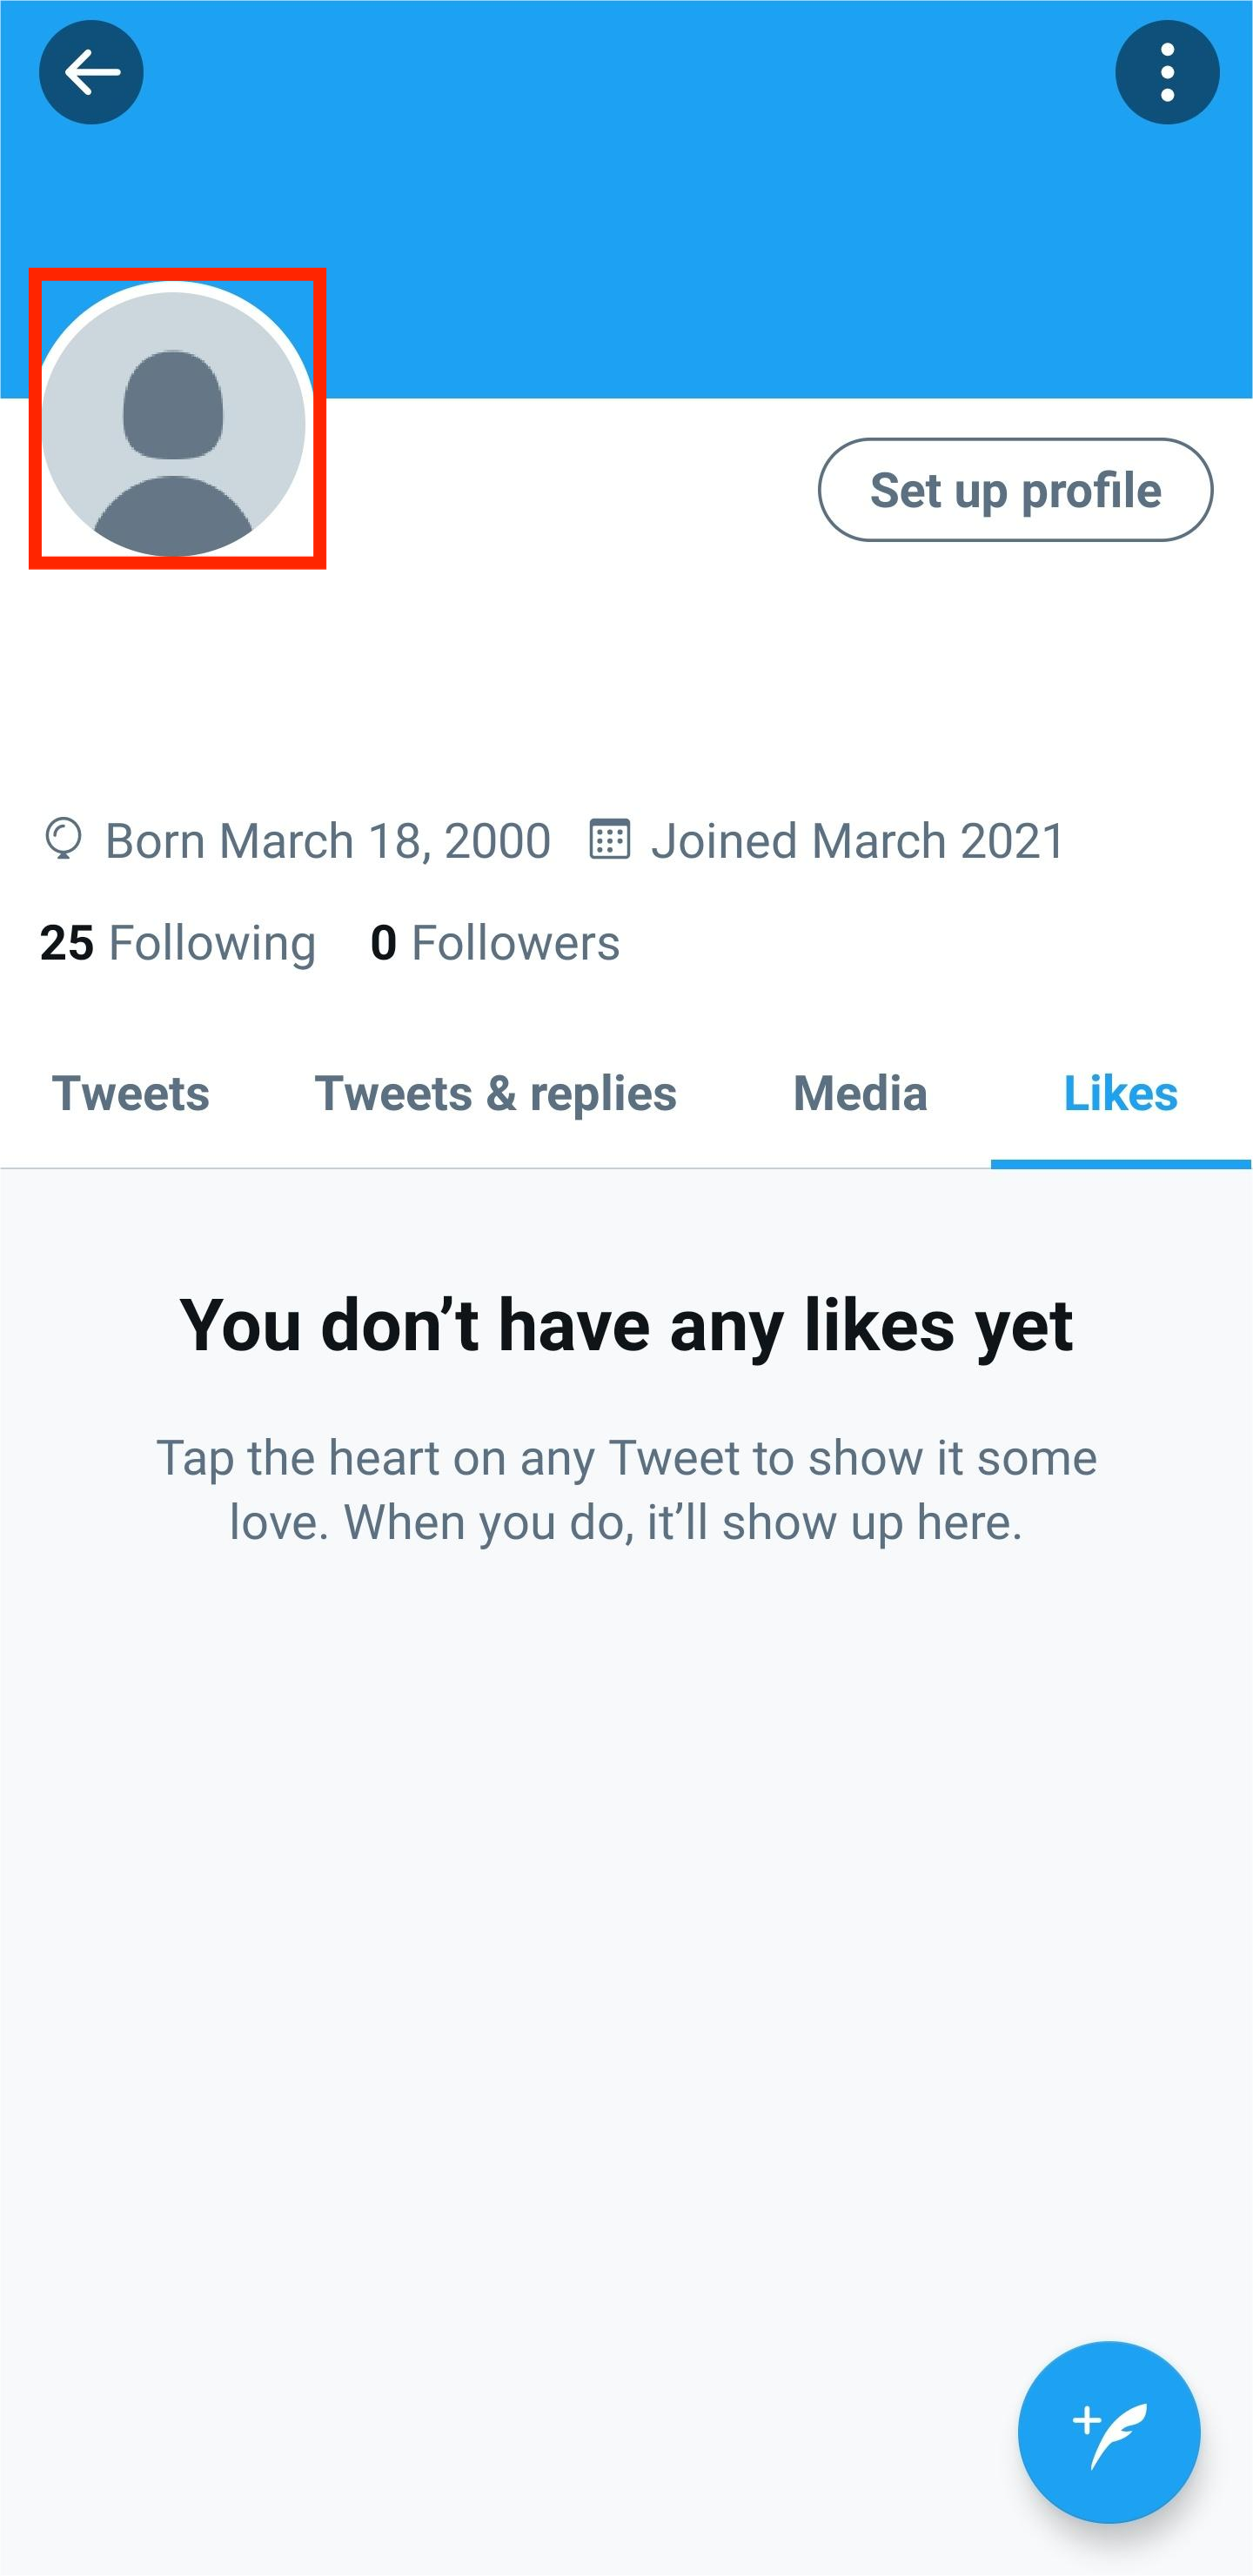 Set up profile
Born March 18, 2000 Joined March 2021
25 Following 0 Followers
Tweets Tweets & replies Media Likes
You don’t have any likes yet
Tap the heart on any Tweet to show it some
love. When you do, it’ll show up here.